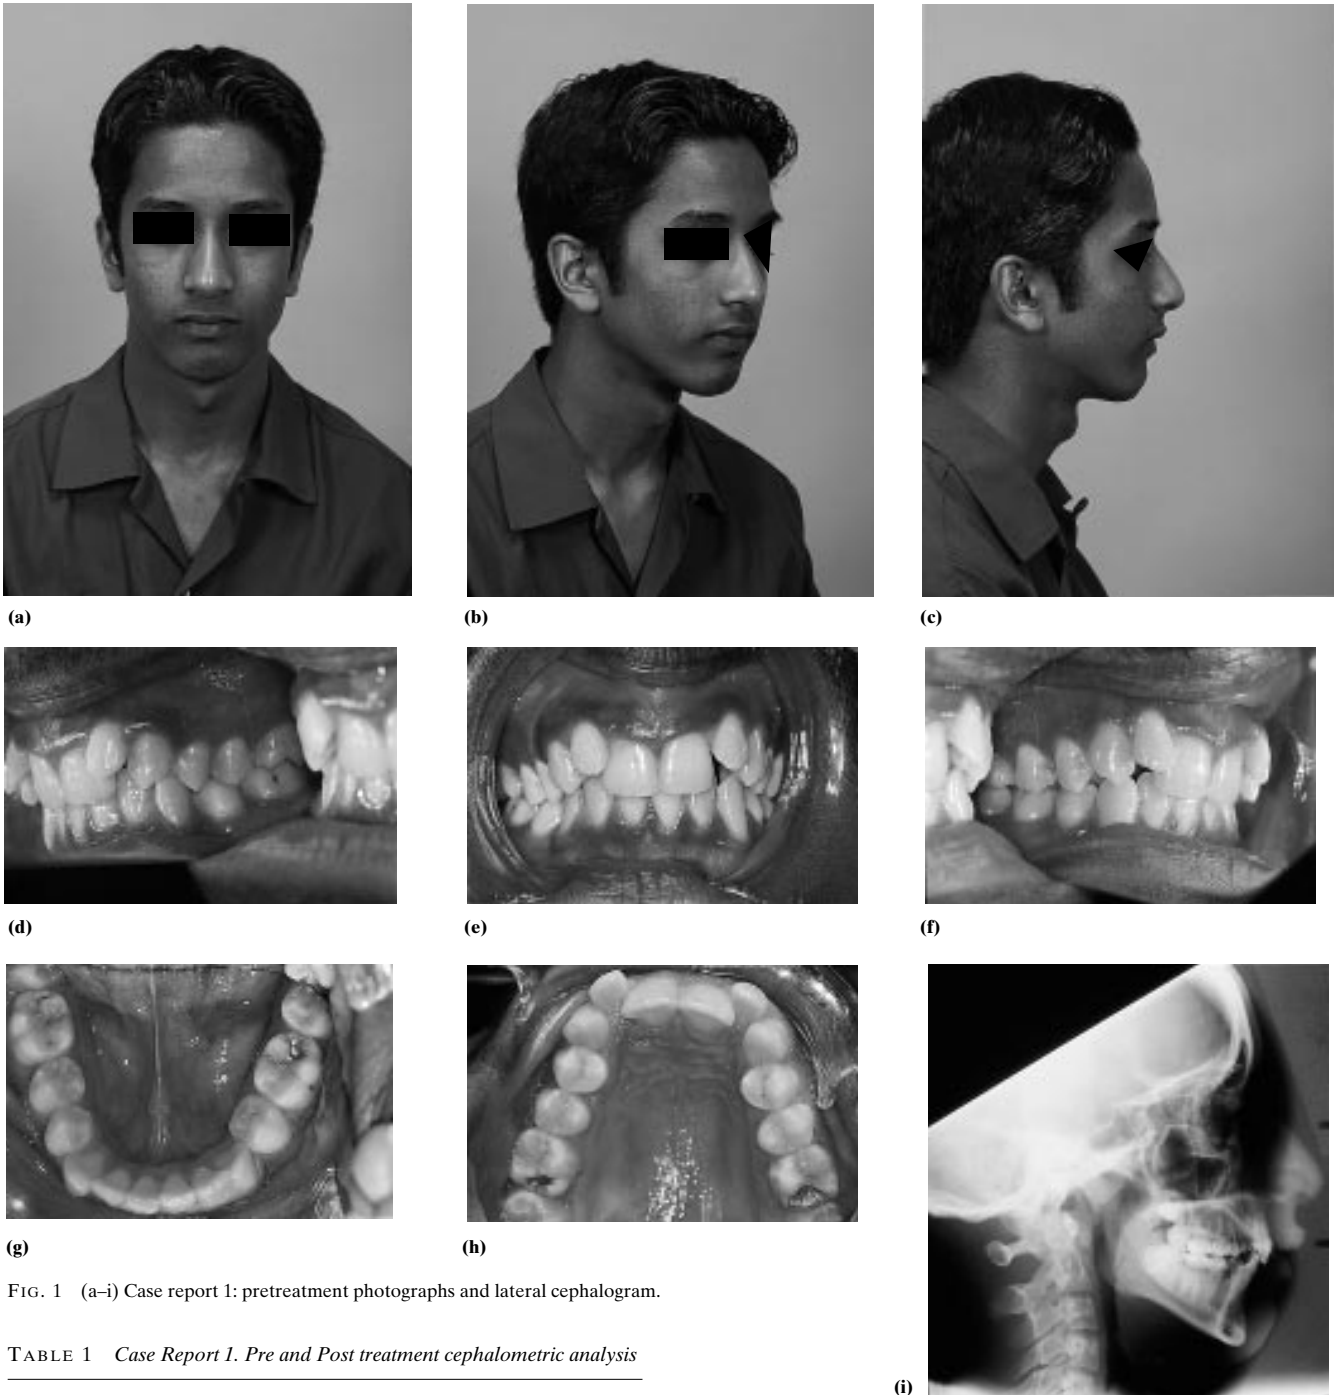 (a)
(b)
(c)
(d)
(e)
(f)
(g)
(h)
FIG. 1 (a–i) Case report 1: pretreatment photographs and lateral cephalogram.
TABLE 1 Case Report 1. Pre and Post treatment cephalometric analysis
(i)